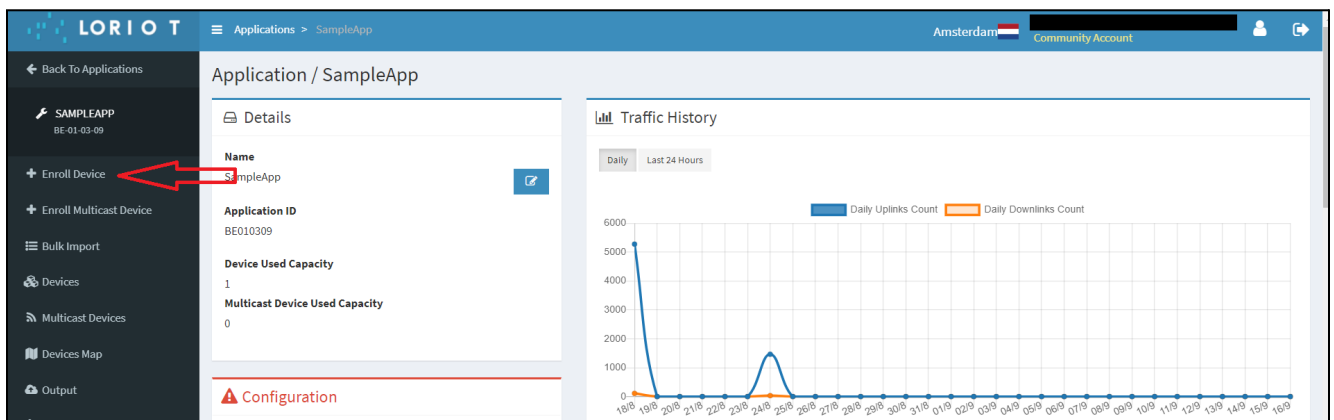 LORIOT
Applications > SampleApp
Amsterdam
Community Account
Back To Applications
SAMPLEAPP
BE-01-03-09
Enroll Device
Enroll Multicast Device
Bulk Import
Devices
Multicast Devices
Devices Map
Output
Application / SampleApp
Details
Name
SampleApp
Application ID
BE010309
Device Used Capacity
1
Multicast Device Used Capacity
0
Configuration
Traffic History
Daily Last 24 Hours
Daily Uplinks Count Daily Downlinks Count
6000
5000
4000
3000
2000
1000
0
18/8 19/8 20/8 21/8 22/8 23/8 24/8 25/8 26/8 27/8 28/8 29/8 30/8 31/8 01/9 02/9 03/9 04/9 05/9 06/9 07/9 08/9 09/9 10/9 11/9 12/9 13/9 14/9 15/9 16/9